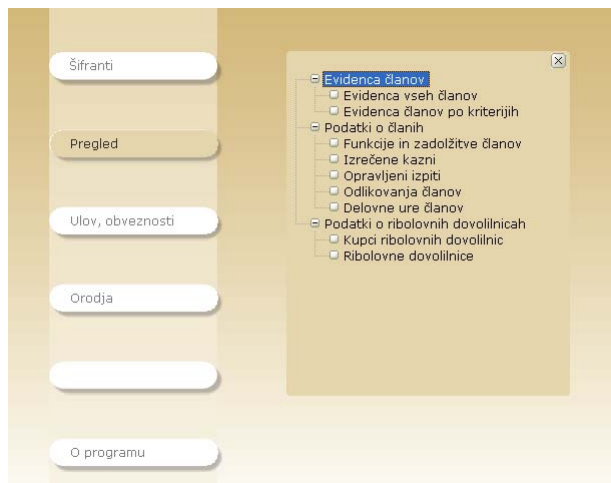 Šifranti
Pregled
Ulov, obveznosti
Orodja
O programu
Evidenca članov
Evidenca vseh članov
Evidenca članov po kriterijih
Podatki o članih
Funkcije in zadolžitve članov
Izrečene kazni
Opravljeni izpiti
Odlikovanja članov
Delovne ure članov
Podatki o ribolovnih dovolilnicah
Kupci ribolovnih dovolilnic
Ribolovne dovolilnice